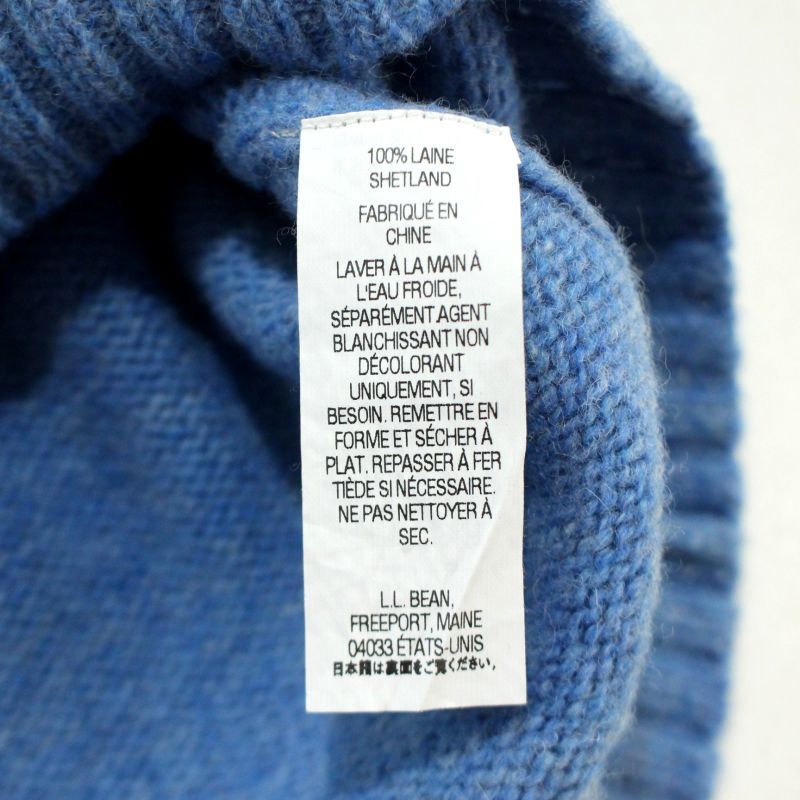 100% LAINE
SHETLAND
FABRIQUÉ EN
CHINE
LAVER À LA MAIN À
L'EAU FROIDE,
SÉPARÉMENT AGENT
BLANCHISSANT NON
DÉCOLORANT
UNIQUEMENT, SI
BESOIN. REMETTRE EN
FORME ET SÉCHER À
PLAT. REPASSER À FER
TIÈDE SI NÉCESSAIRE.
NE PAS NETTOYER À
SEC.
L.L. BEAN,
FREEPORT, MAINE
04033 ÉTATS-UNIS
日本語は裏面をご覧ください。